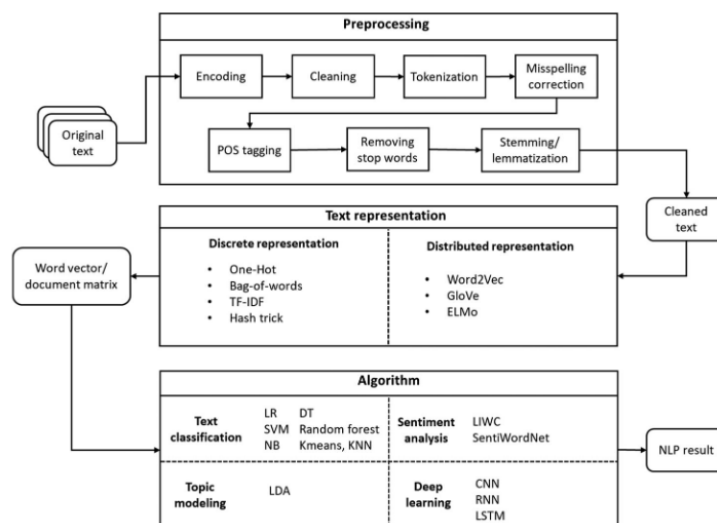 Preprocessing
Encoding
Cleaning
Tokenization
Misspelling
correction
Original
text
POS tagging
Removing
stop words
Stemming/
lemmatization
Cleaned
text
Text representation
Discrete representation
• One-Hot
• Bag-of-words
• TF-IDF
• Hash trick
Distributed representation
• Word2Vec
• GloVe
• ELMo
Word vector/
document matrix
Algorithm
Text
classification
LR DT
SVM Random forest
NB Kmeans, KNN
Sentiment
analysis
LIWC
SentiWordNet
Topic
modeling
LDA
Deep
learning
CNN
RNN
LSTM
NLP result